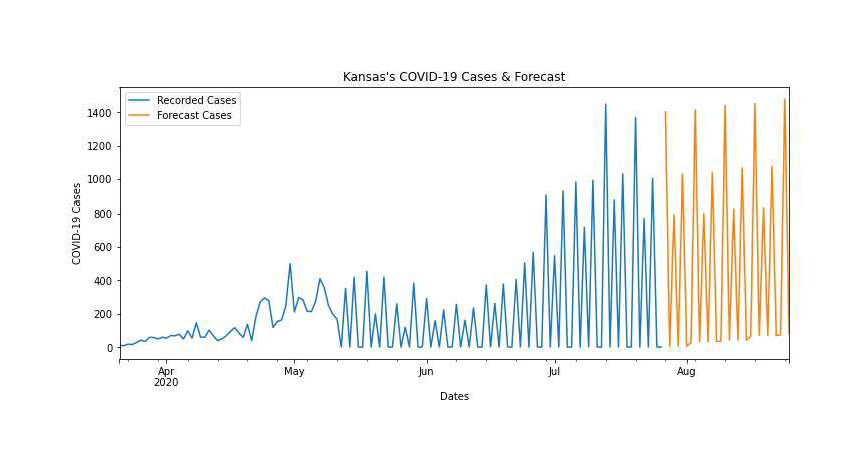 Kansas's COVID-19 Cases & Forecast
Recorded Cases
Forecast Cases
1400
1200
1000
800
600
400
200
0
COVID-19 Cases
Apr
2020
May
Jun
Jul
Aug
Dates